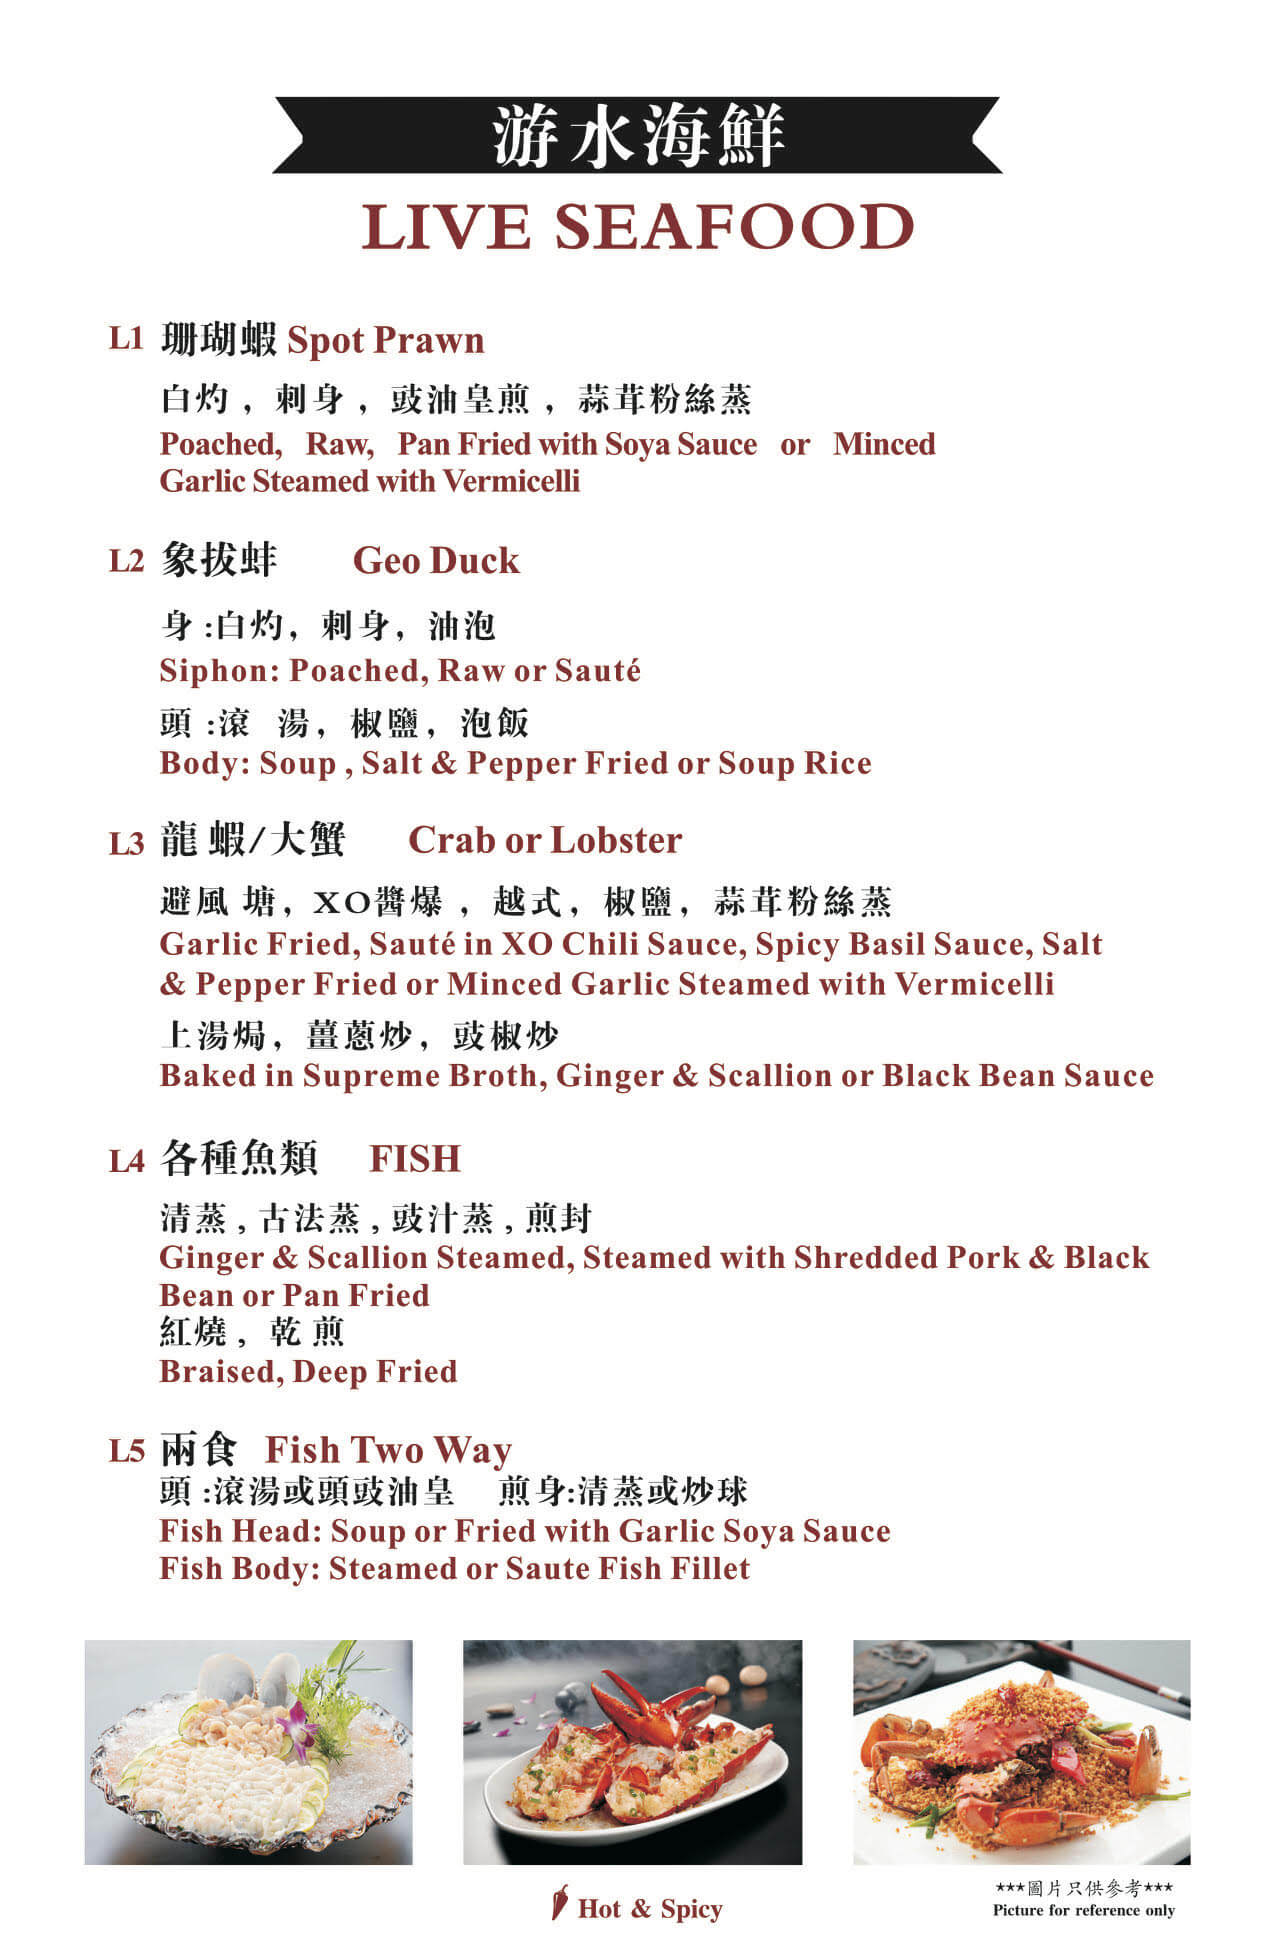 游水海鮮
LIVE SEAFOOD
L1 珊瑚蝦 Spot Prawn
白灼 , 刺身 , 豉油皇煎 , 蒜茸粉絲蒸
Poached, Raw, Pan Fried with Soya Sauce or Minced
Garlic Steamed with Vermicelli
L2 象拔蚌 Geo Duck
身 :白灼, 刺身, 油泡
Siphon: Poached, Raw or Sauté
頭 :滾 湯, 椒鹽, 泡飯
Body: Soup , Salt & Pepper Fried or Soup Rice
L3 龍 蝦/大蟹 Crab or Lobster
避風 塘, XO醬爆 , 越式, 椒鹽, 蒜茸粉絲蒸
Garlic Fried, Sauté in XO Chili Sauce, Spicy Basil Sauce, Salt
& Pepper Fried or Minced Garlic Steamed with Vermicelli
上湯焗, 薑蔥炒, 豉椒炒
Baked in Supreme Broth, Ginger & Scallion or Black Bean Sauce
L4 各種魚類 FISH
清蒸 , 古法蒸 , 豉汁蒸 , 煎封
Ginger & Scallion Steamed, Steamed with Shredded Pork & Black
Bean or Pan Fried
紅燒 , 乾 煎
Braised, Deep Fried
L5 兩食 Fish Two Way
頭 :滾湯或頭豉油皇 煎身:清蒸或炒球
Fish Head: Soup or Fried with Garlic Soya Sauce
Fish Body: Steamed or Saute Fish Fillet
Hot & Spicy
***圖片只供參考***
Picture for reference only